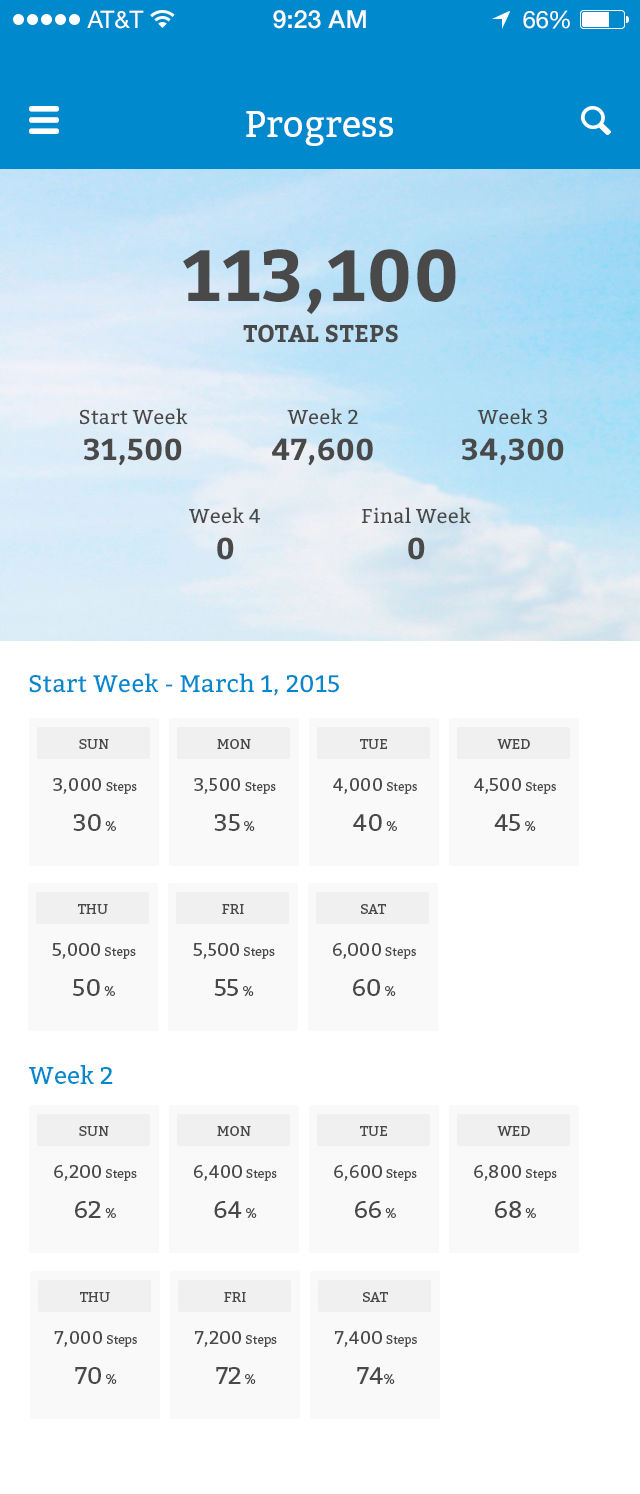 AT&T 9:23 AM 66%
Progress
113,100
TOTAL STEPS
Start Week Week 2 Week 3
31,500 47,600 34,300
Week 4 Final Week
0 0
Start Week - March 1, 2015
SUN MON TUE WED
3,000 Steps 3,500 Steps 4,000 Steps 4,500 Steps
30 % 35 % 40 % 45 %
THU FRI SAT
5,000 Steps 5,500 Steps 6,000 Steps
50 % 55 % 60 %
Week 2
SUN MON TUE WED
6,200 Steps 6,400 Steps 6,600 Steps 6,800 Steps
62 % 64 % 66 % 68 %
THU FRI SAT
7,000 Steps 7,200 Steps 7,400 Steps
70 % 72 % 74%